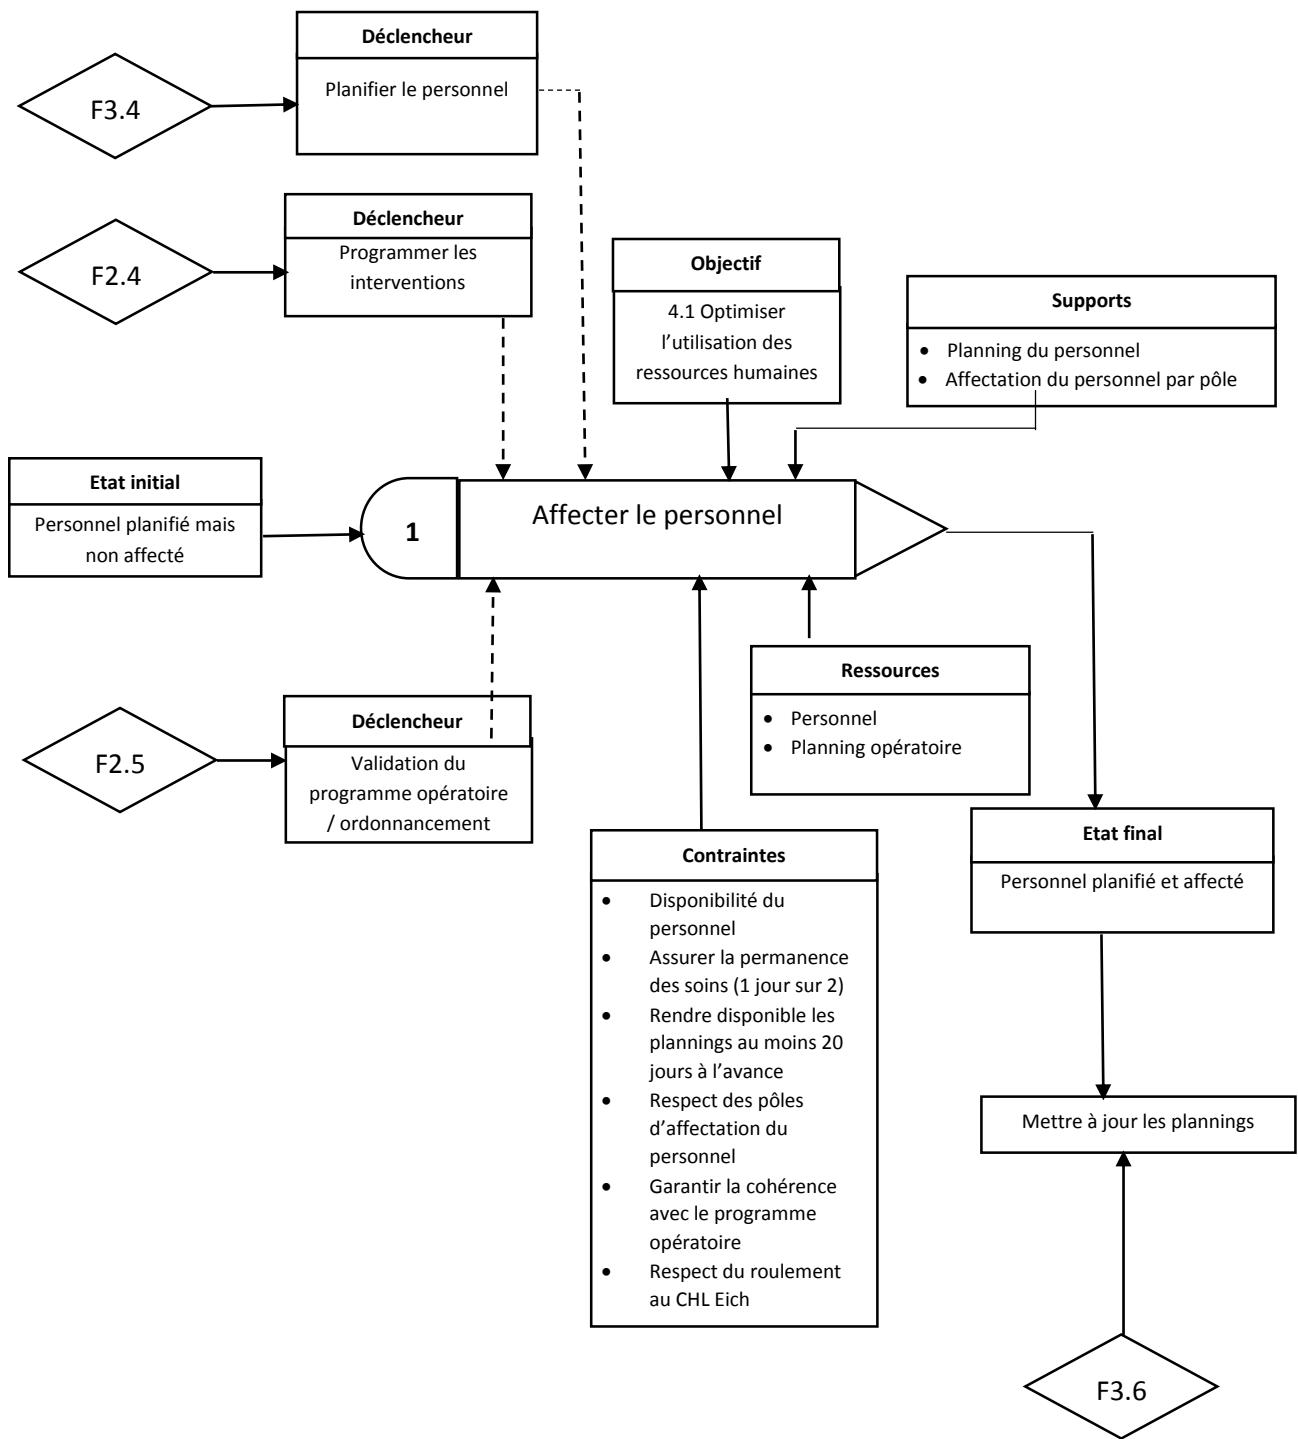 Déclencheur
Planifier le personnel
F3.4
Déclencheur
Programmer les
interventions
F2.4
Objectif
4.1 Optimiser
l’utilisation des
ressources humaines
Supports
• Planning du personnel
• Affectation du personnel par pôle
Etat initial
Personnel planifié mais
non affecté
1
Affecter le personnel
Ressources
• Personnel
• Planning opératoire
Déclencheur
Validation du
programme opératoire
/ ordonnancement
F2.5
Contraintes
• Disponibilité du
personnel
• Assurer la permanence
des soins (1 jour sur 2)
• Rendre disponible les
plannings au moins 20
jours à l’avance
• Respect des pôles
d’affectation du
personnel
• Garantir la cohérence
avec le programme
opératoire
• Respect du roulement
au CHL Eich
Etat final
Personnel planifié et affecté
Mettre à jour les plannings
F3.6